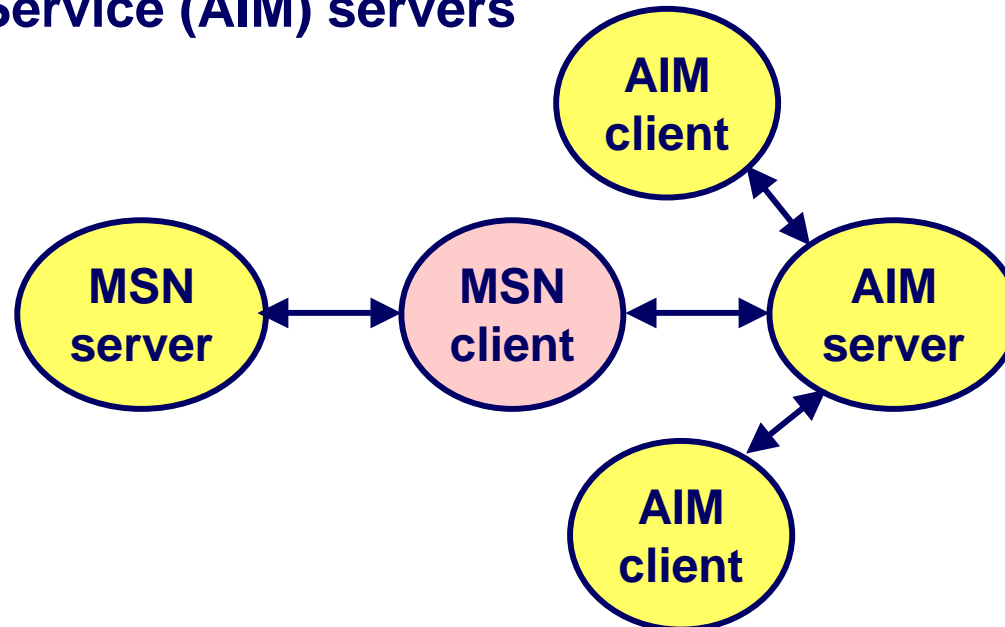 Service (AIM) servers
AIM
client
MSN
server
MSN
client
AIM
server
AIM
client